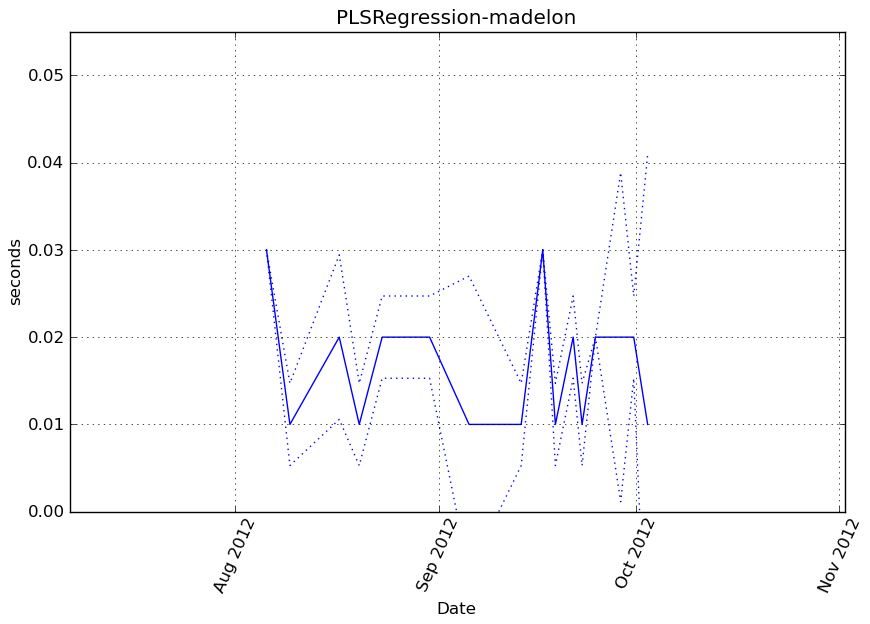 PLSRegression-madelon
0.05
0.04
0.03
0.02
0.01
0.00
seconds
Aug 2012
Sep 2012
Oct 2012
Nov 2012
Date